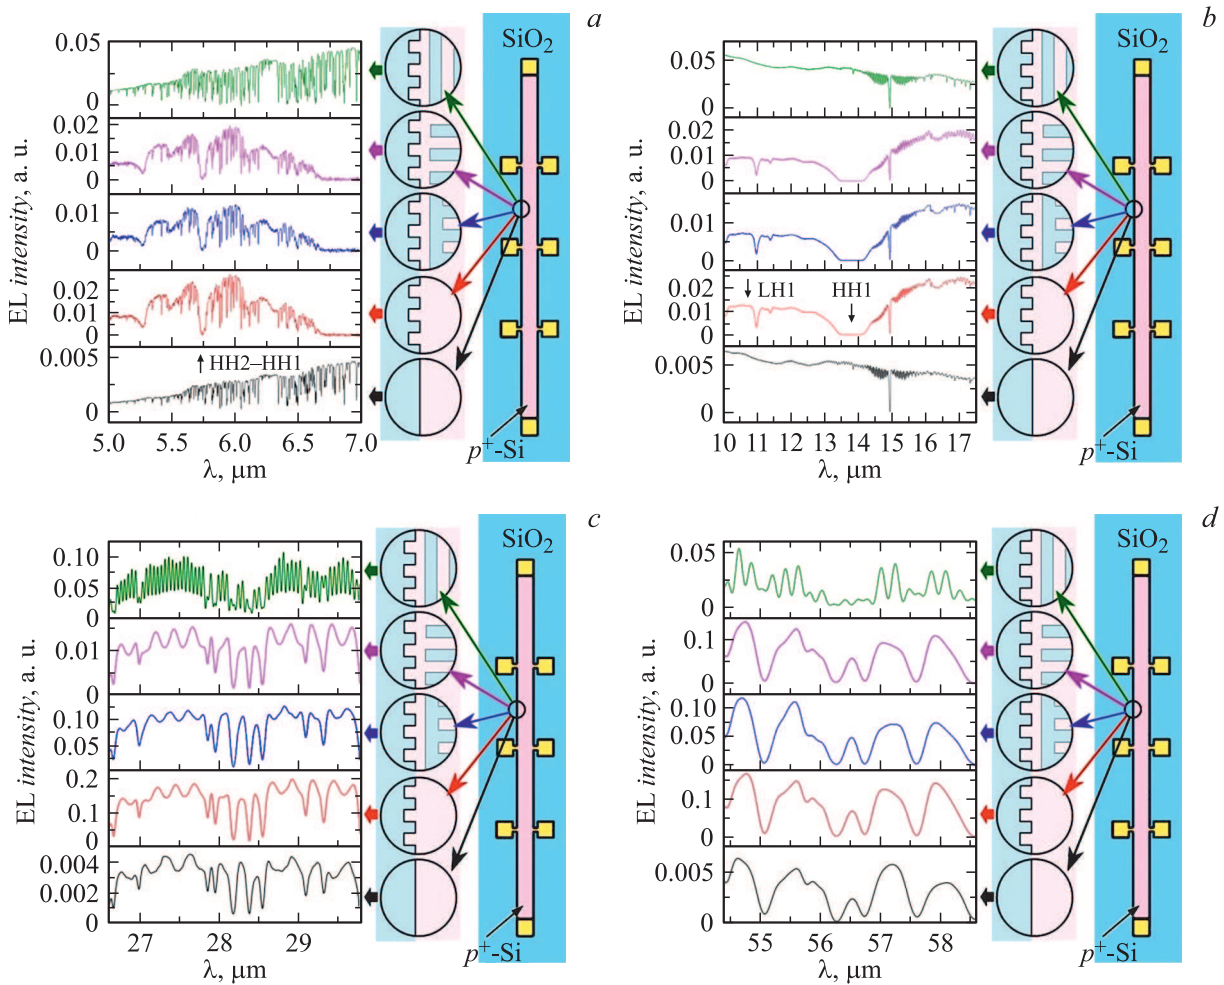 a
SiO2
EL intensity, a. u.
0.05
0
0.02
0.01
0
0.01
0
0.02
0.01
0
0.005
0
HH2–HH1
5.0 5.5 6.0 6.5 7.0
λ, μm
p+-Si
b
SiO2
EL intensity, a. u.
0.05
0
0.02
0.01
0
0.01
0
0.02
0.01
0
LH1 HH1
0.005
0
10 11 12 13 14 15 16 17
λ, μm
p+-Si
c
SiO2
EL intensity, a. u.
0.10
0.05
0
0.01
0
0.10
0.05
0.2
0.1
0
0.004
0.002
0
27 28 29
λ, μm
p+-Si
d
SiO2
EL intensity, a. u.
0.05
0
0.1
0
0.10
0.05
0
0.1
0
0.005
0
55 56 57 58
λ, μm
p+-Si